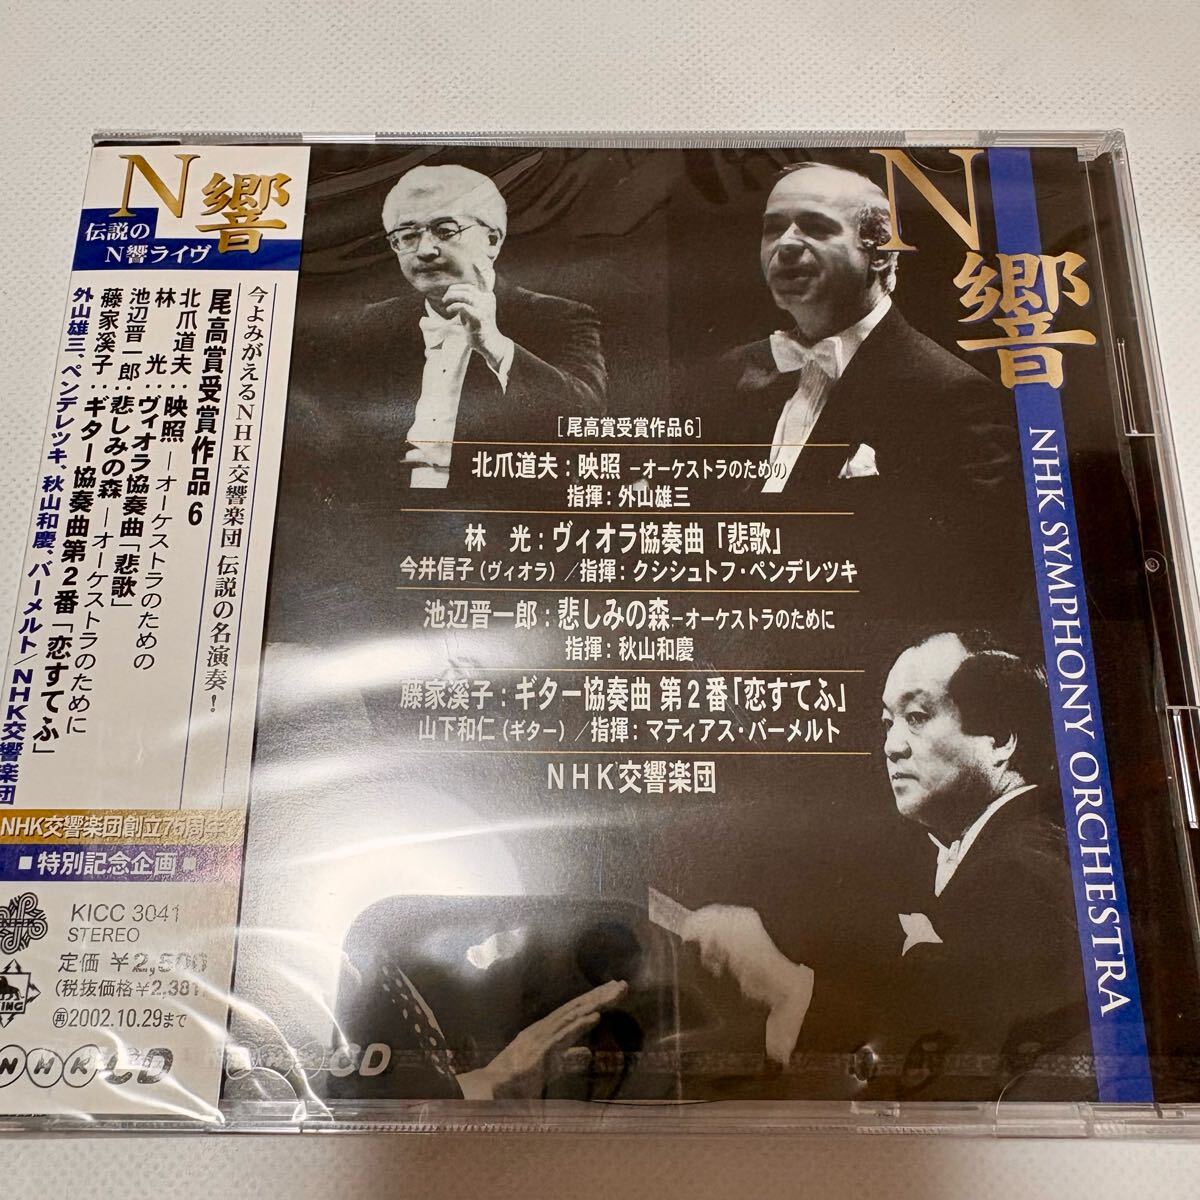 N響
伝説の
N響ライヴ
今よみがえるNHK交響楽団 伝説の名演奏!
尾高賞受賞作品6
北爪道夫：映照 ―オーケストラのための
林 光：ヴィオラ協奏曲「悲歌」
池辺晋一郎：悲しみの森 ―オーケストラのために
藤家溪子：ギター協奏曲 第2番「恋すてふ」
外山雄三、ペンデレツキ、秋山和慶、バーメルト/NHK交響楽団
NHK交響楽団創立75周年
■特別記念企画■
KICC 3041
STEREO
定価 ¥2,500
(税抜価格¥2,381)
再2002.10.29まで
NHK
KING
NHKCD
N響
NHK SYMPHONY ORCHESTRA
［尾高賞受賞作品6］
北爪道夫：映照 －オーケストラのための
指揮：外山雄三
林 光：ヴィオラ協奏曲「悲歌」
今井信子（ヴィオラ）／指揮：クシシュトフ・ペンデレツキ
池辺晋一郎：悲しみの森－オーケストラのために
指揮：秋山和慶
藤家溪子：ギター協奏曲 第2番「恋すてふ」
山下和仁（ギター）／指揮：マティアス・バーメルト
NHK交響楽団
NHKCD